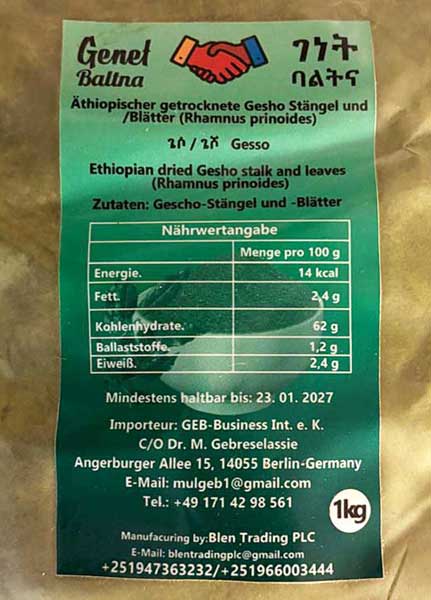 Genet
Baltna
ገነት
ባልትና
Äthiopischer getrocknete Gesho Stängel und
/Blätter (Rhamnus prinoides)
ጌሶ / ጌሾ Gesso
Ethiopian dried Gesho stalk and leaves
(Rhamnus prinoides)
Zutaten: Gescho-Stängel und -Blätter
Nährwertangabe
Menge pro 100 g
Energie. 14 kcal
Fett. 2,4 g
Kohlenhydrate. 62 g
Ballaststoffe. 1,2 g
Eiweiß. 2,4 g
Mindestens haltbar bis: 23. 01. 2027
Importeur: GEB-Business Int. e. K.
C/O Dr. M. Gebreselassie
Angerburger Allee 15, 14055 Berlin-Germany
E-Mail: mulgeb1@gmail.com
Tel.: +49 171 42 98 561
1kg
Manufacuring by:Blen Trading PLC
E-Mail: blentradingplc@gmail.com
+251947363232/+251966003444